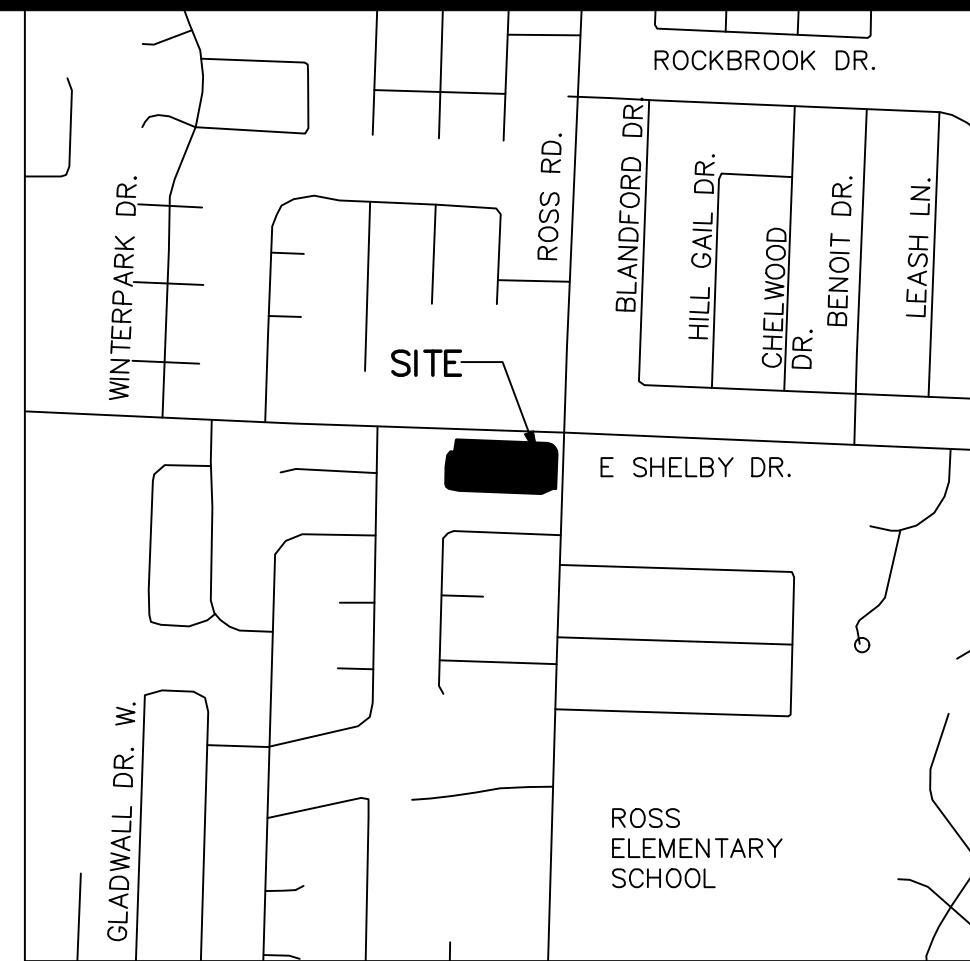 ROCKBROOK DR.
ROSS RD.
BLANDFORD DR.
HILL GAIL DR.
CHELWOOD
DR.
BENOIT DR.
LEASH LN.
WINTERPARK DR.
SITE
E SHELBY DR.
GLADWALL DR. W.
ROSS
ELEMENTARY
SCHOOL